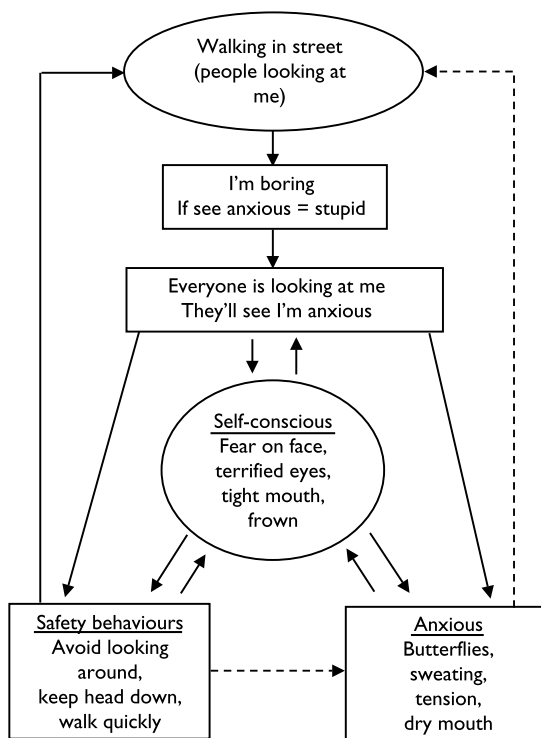 Walking in street
(people looking at
me)
I'm boring
If see anxious = stupid
Everyone is looking at me
They'll see I'm anxious
Self-conscious
Fear on face,
terrified eyes,
tight mouth,
frown
Safety behaviours
Avoid looking
around,
keep head down,
walk quickly
Anxious
Butterflies,
sweating,
tension,
dry mouth